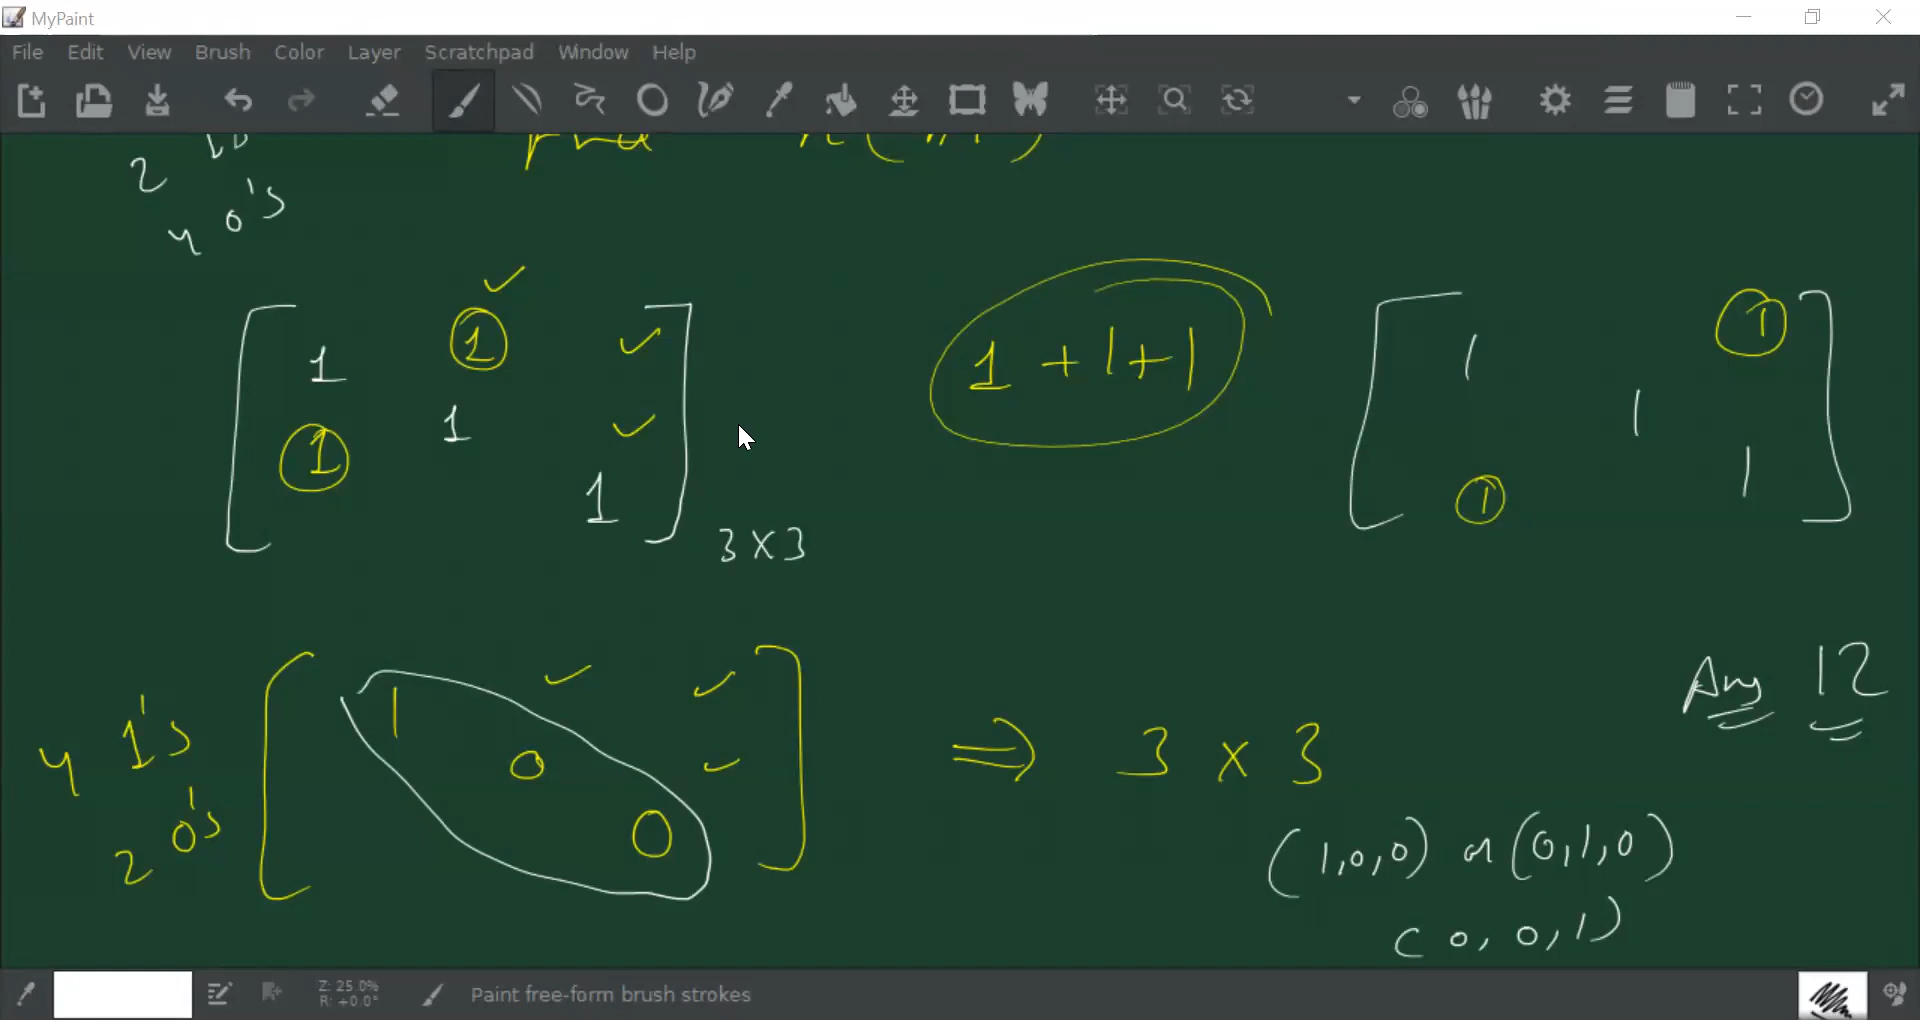 MyPaint
File Edit View Brush Color Layer Scratchpad Window Help
2
4 0's
1 1
1 1
1
3 x 3
1 + 1 + 1
1 1
1
1 1
4 1's
2 0's
1
0
0
⇒ 3 x 3
Ans 12
(1,0,0) or (0,1,0)
(0,0,1)
Z: 25.0%
R: +0.0°
Paint free-form brush strokes